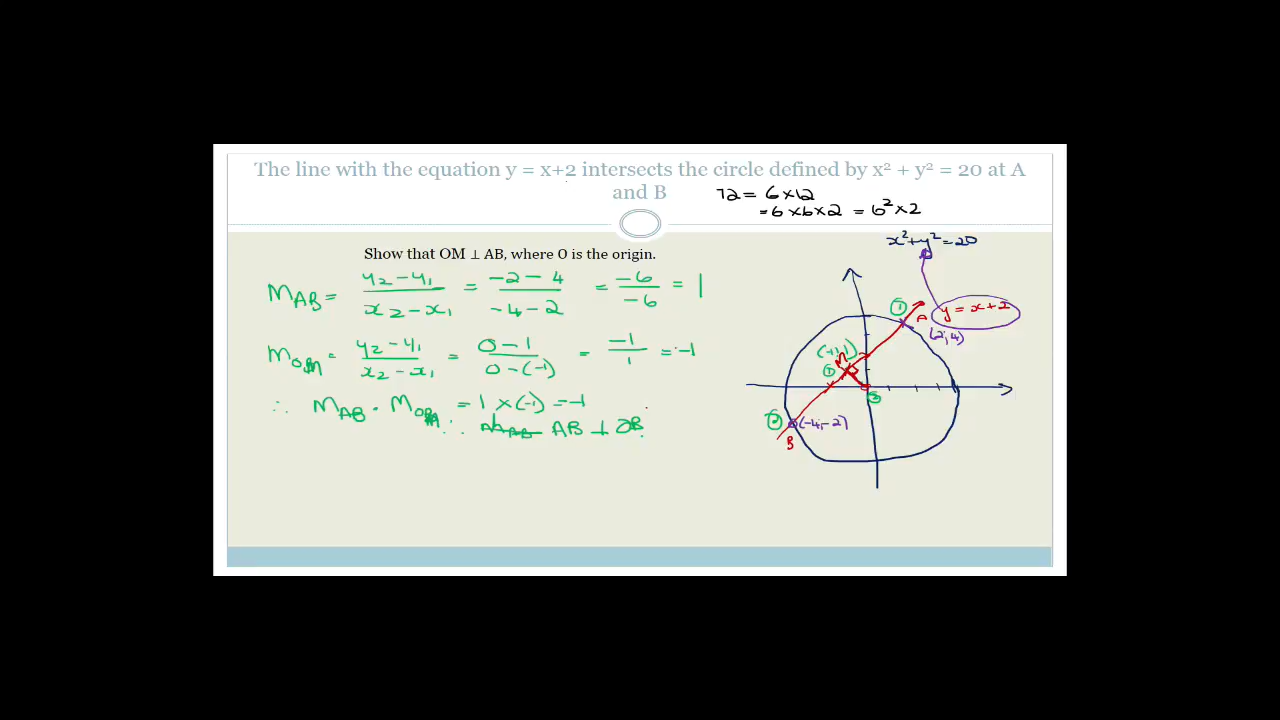 The line with the equation y = x+2 intersects the circle defined by x² + y² = 20 at A
and B
72 = 6 × 12
= 6 × 6 × 2 = 6² × 2
Show that OM ⊥ AB, where O is the origin.
x² + y² = 20
M_AB = (y₂ − y₁)/(x₂ − x₁) = (−2 − 4)/(−4 − 2) = −6/−6 = 1
M_OM = (y₂ − y₁)/(x₂ − x₁) = (0 − 1)/(0 − (−1)) = −1/1 = −1
∴ M_AB · M_OM = 1 × (−1) = −1
∴ AB ⊥ OB
① A
y = x + 2
(2;4)
(−1;1)
M
② (−4;−2)
B